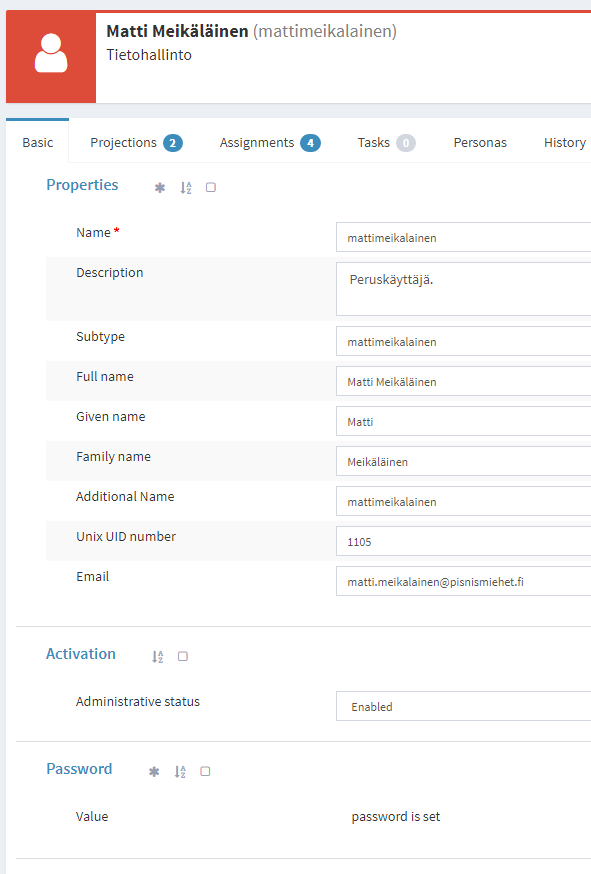 Matti Meikäläinen (mattimeikalainen)
Tietohallinto
Basic Projections 2 Assignments 4 Tasks 0 Personas History
Properties
Name * mattimeikalainen
Description Peruskäyttäjä.
Subtype mattimeikalainen
Full name Matti Meikäläinen
Given name Matti
Family name Meikäläinen
Additional Name mattimeikalainen
Unix UID number 1105
Email matti.meikalainen@pisnismiehet.fi
Activation
Administrative status Enabled
Password
Value password is set